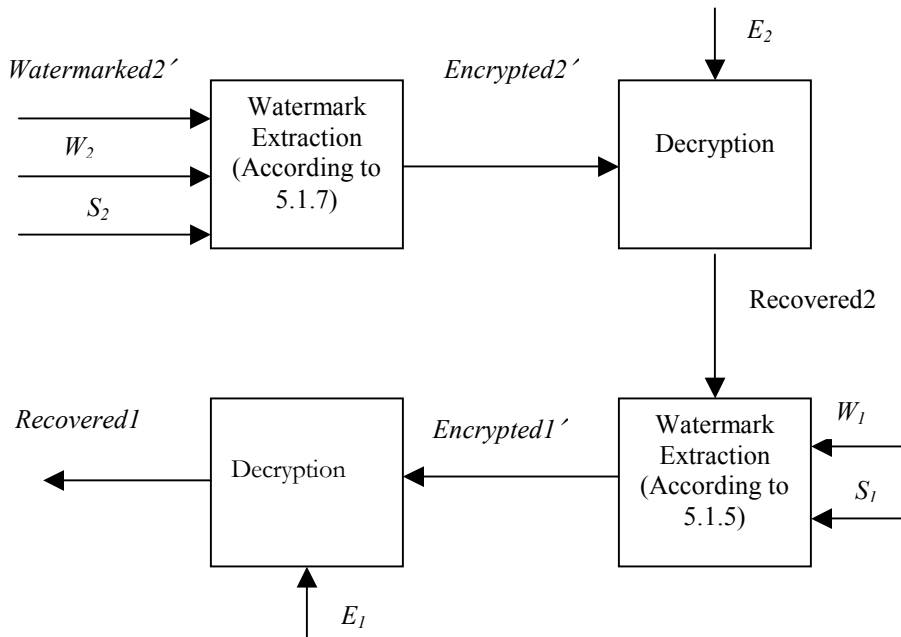 E2
Watermarked2′
Encrypted2′
Watermark
Extraction
(According to
5.1.7)
W2
S2
Decryption
Recovered2
Recovered1
Decryption
Encrypted1′
Watermark
Extraction
(According to
5.1.5)
W1
S1
E1